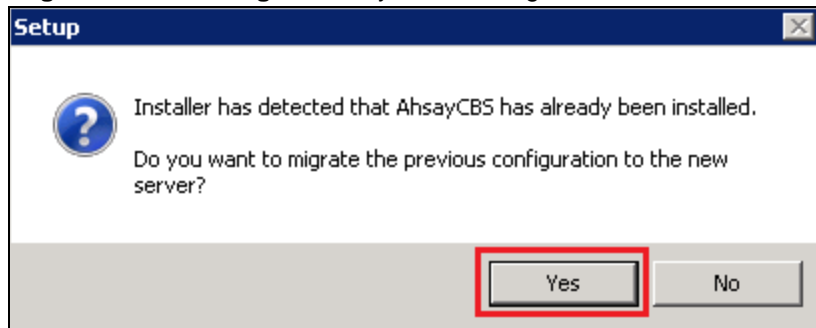 Setup
Installer has detected that AhsayCBS has already been installed.
Do you want to migrate the previous configuration to the new
server?
Yes
No